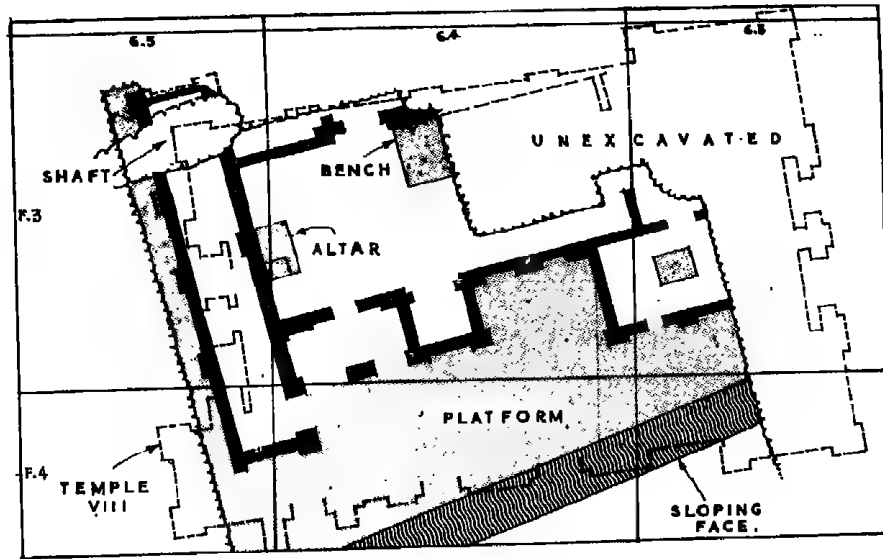 6.5
6.4
6.3
UNEXCAVATED
SHAFT
BENCH
F.3
ALTAR
PLATFORM
F.4
TEMPLE
VIII
SLOPING
FACE.